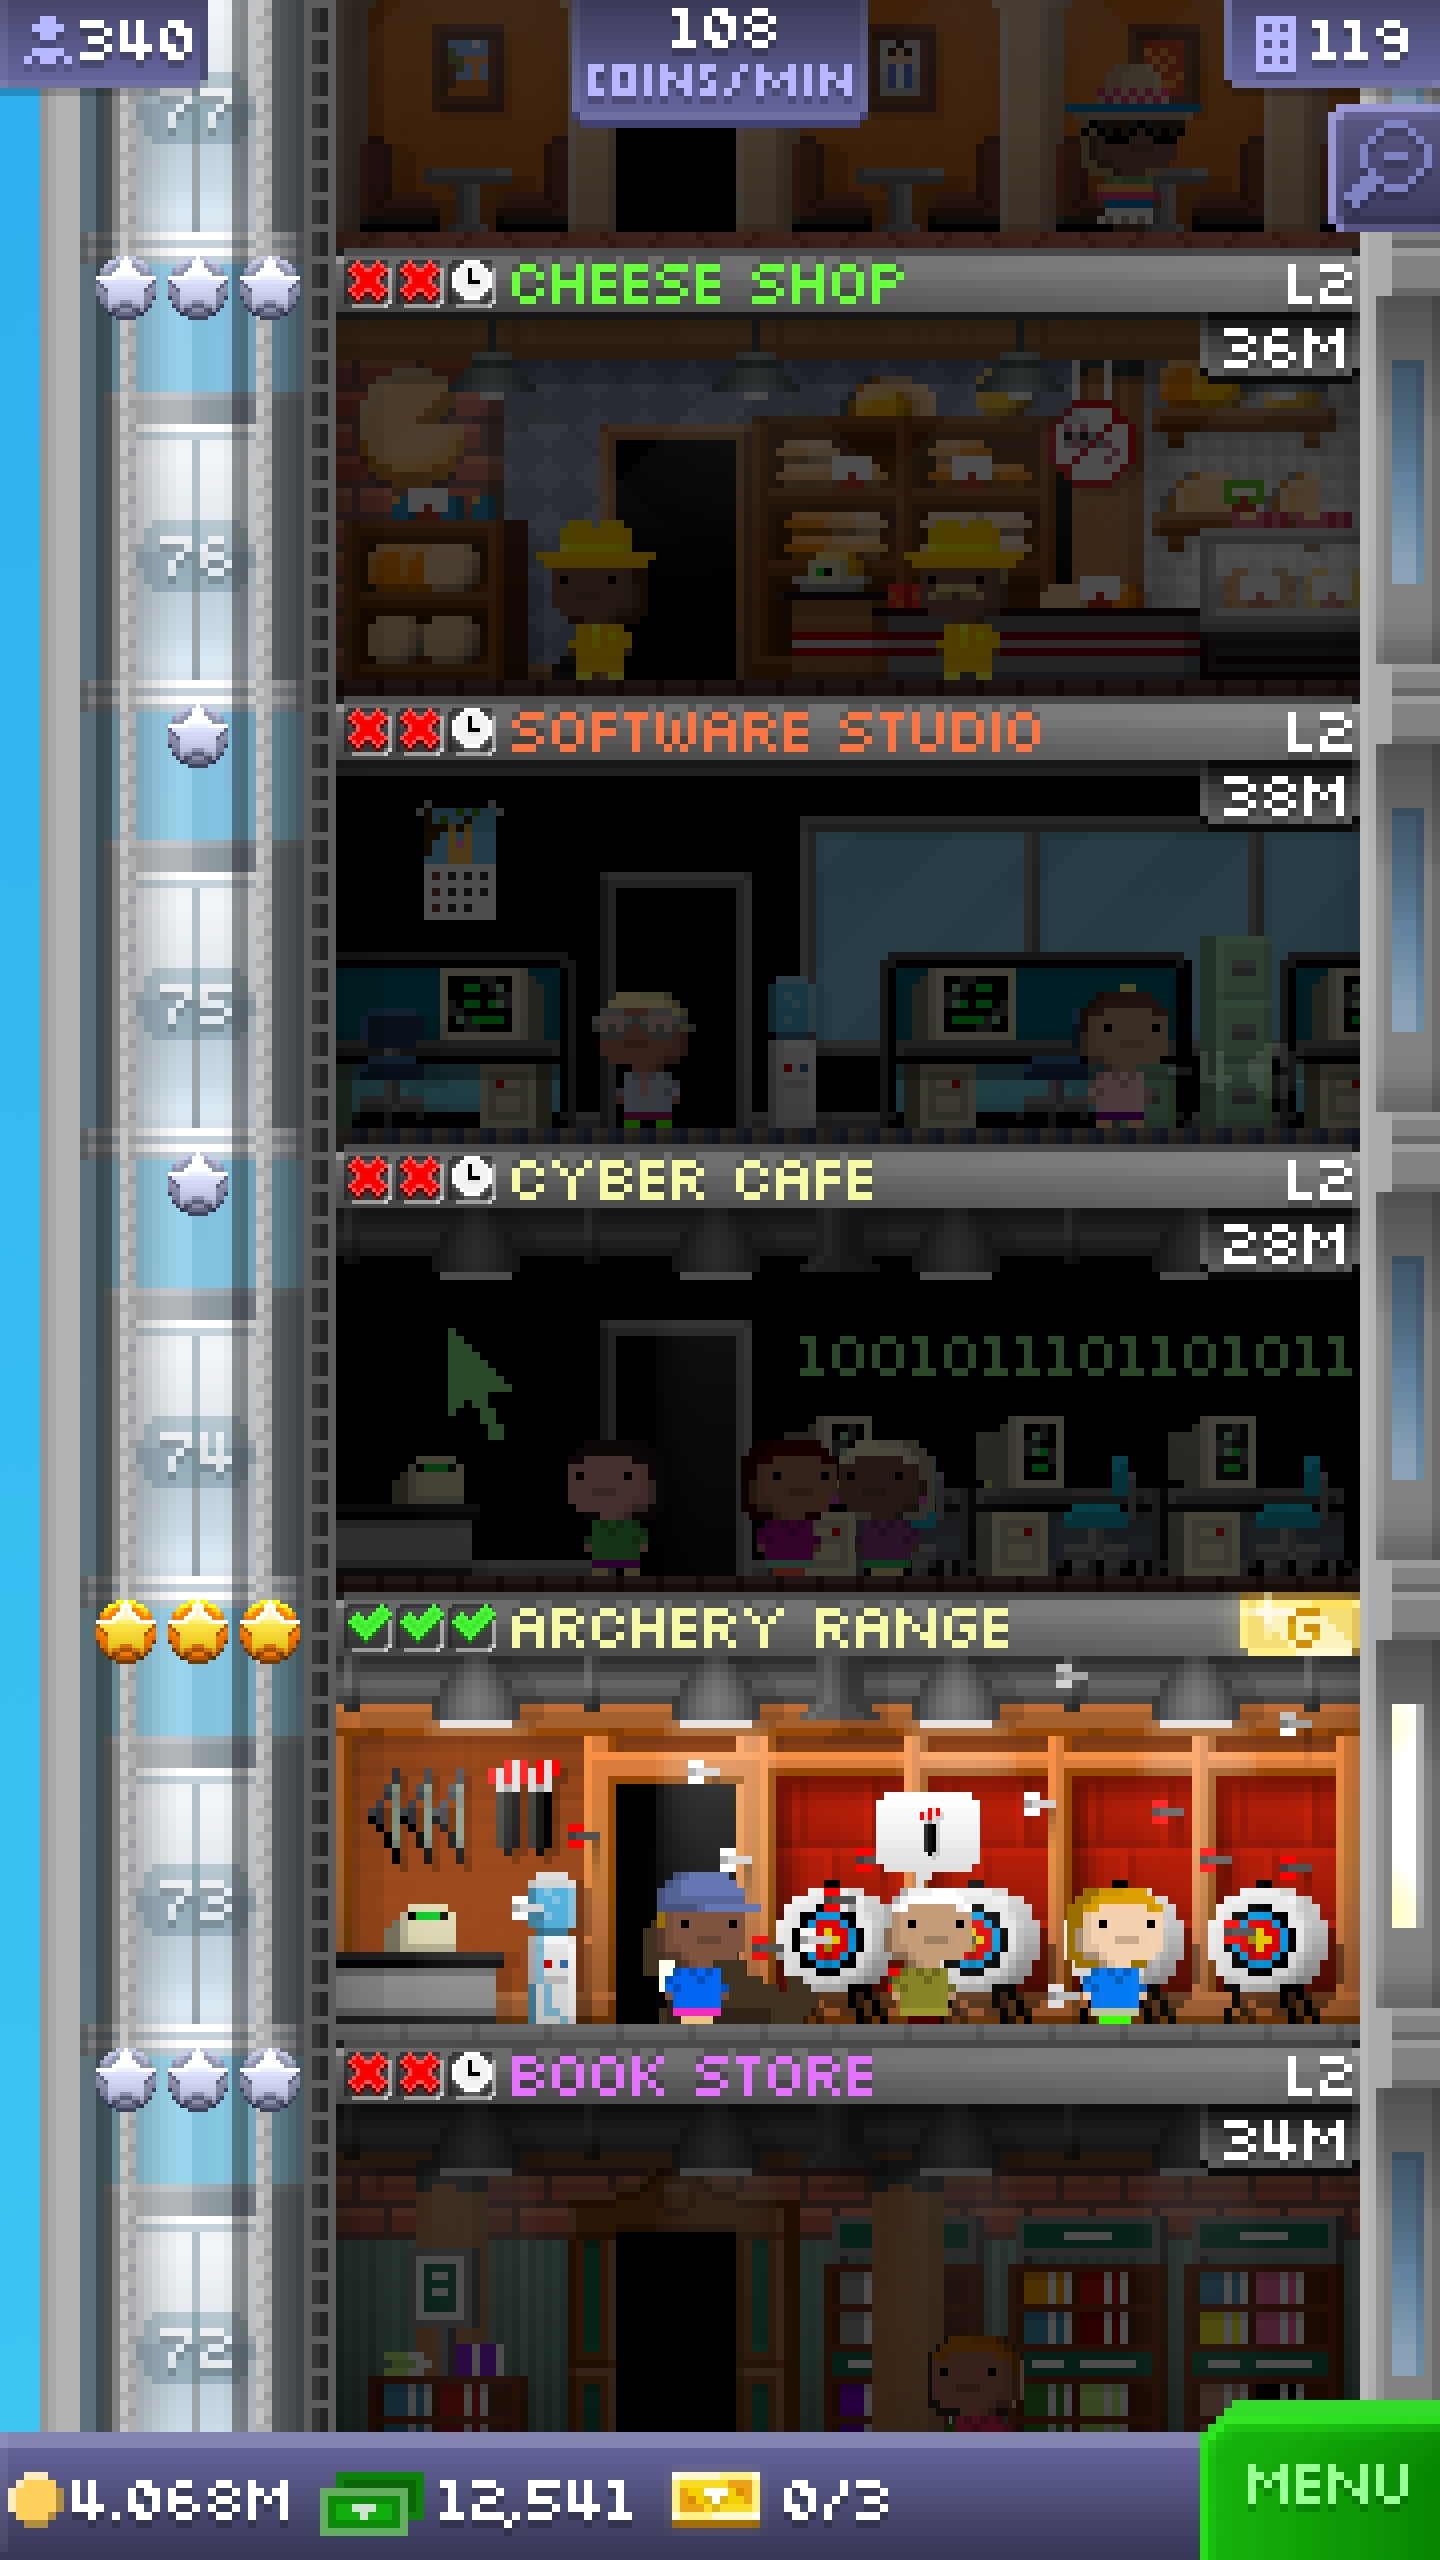 340
108
COINS/MIN
119
77
CHEESE SHOP L2
36M
76
SOFTWARE STUDIO L2
38M
75
CYBER CAFE L2
28M
1001011101101011
74
ARCHERY RANGE G
73
BOOK STORE L2
34M
72
4.068M 12,541 0/3
MENU